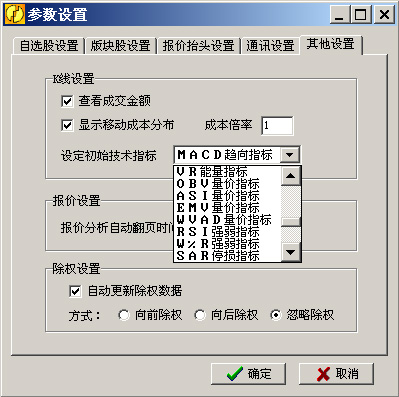 参数设置
自选股设置 版块股设置 报价抬头设置 通讯设置 其他设置
K线设置
查看成交金额
显示移动成本分布 成本倍率 1
设定初始技术指标 MACD趋向指标
VR能量指标
OBV量价指标
ASI量价指标
EMV量价指标
WVAD量价指标
RSI强弱指标
W%R强弱指标
SAR停损指标
报价设置
报价分析自动翻页时
除权设置
自动更新除权数据
方式： 向前除权 向后除权 忽略除权
确定 取消